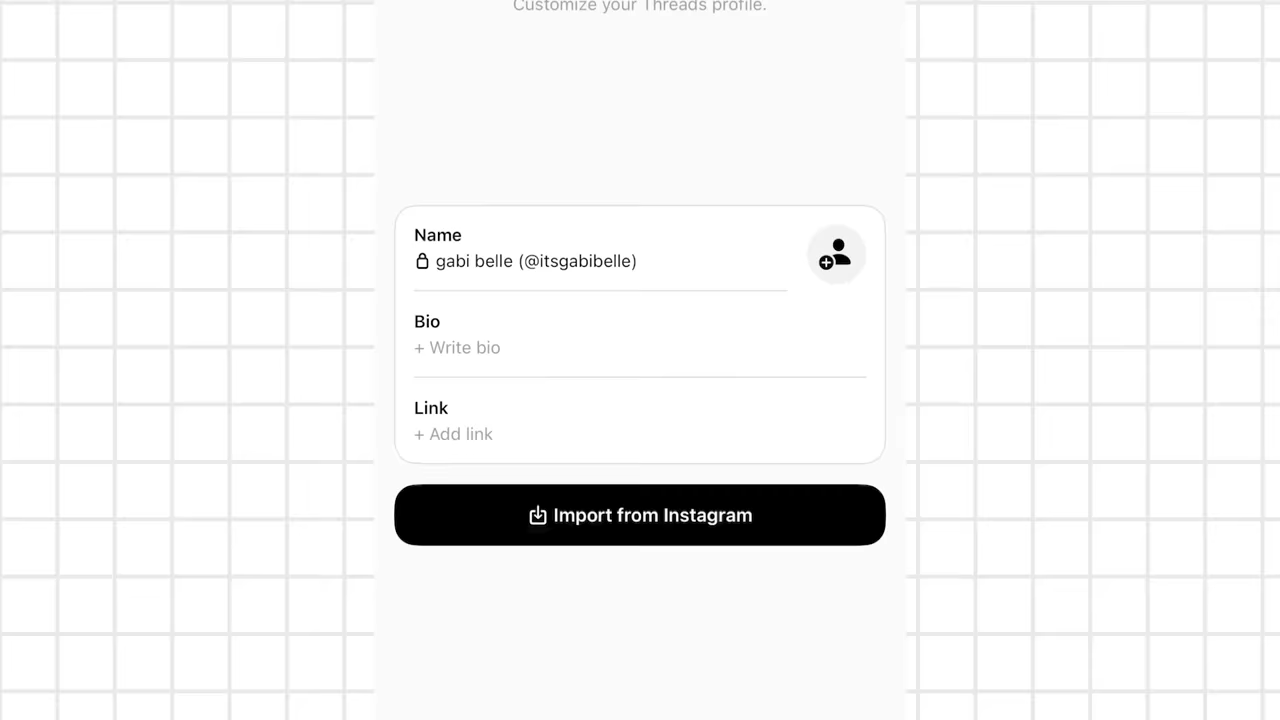 Customize your Threads profile.
Name
gabi belle (@itsgabibelle)
Bio
+ Write bio
Link
+ Add link
Import from Instagram